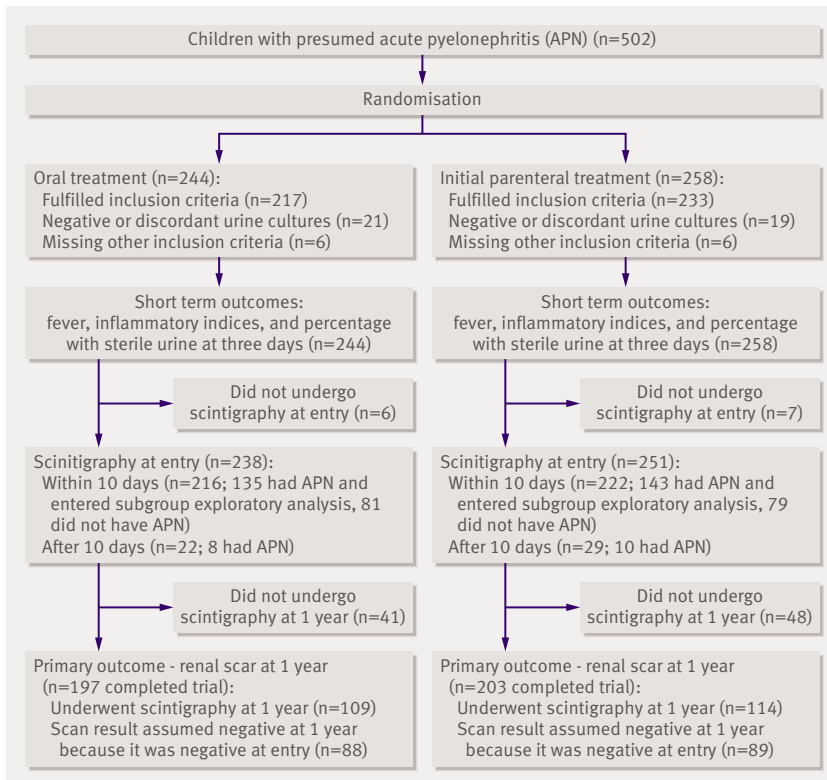 Children with presumed acute pyelonephritis (APN) (n=502)
Randomisation
Oral treatment (n=244):
Fulfilled inclusion criteria (n=217)
Negative or discordant urine cultures (n=21)
Missing other inclusion criteria (n=6)
Initial parenteral treatment (n=258):
Fulfilled inclusion criteria (n=233)
Negative or discordant urine cultures (n=19)
Missing other inclusion criteria (n=6)
Short term outcomes:
fever, inflammatory indices, and percentage
with sterile urine at three days (n=244)
Short term outcomes:
fever, inflammatory indices, and percentage
with sterile urine at three days (n=258)
Did not undergo
scintigraphy at entry (n=6)
Did not undergo
scintigraphy at entry (n=7)
Scinitigraphy at entry (n=238):
Within 10 days (n=216; 135 had APN and
entered subgroup exploratory analysis, 81
did not have APN)
After 10 days (n=22; 8 had APN)
Scinitigraphy at entry (n=251):
Within 10 days (n=222; 143 had APN and
entered subgroup exploratory analysis, 79
did not have APN)
After 10 days (n=29; 10 had APN)
Did not undergo
scintigraphy at 1 year (n=41)
Did not undergo
scintigraphy at 1 year (n=48)
Primary outcome - renal scar at 1 year
(n=197 completed trial):
Underwent scintigraphy at 1 year (n=109)
Scan result assumed negative at 1 year
because it was negative at entry (n=88)
Primary outcome - renal scar at 1 year
(n=203 completed trial):
Underwent scintigraphy at 1 year (n=114)
Scan result assumed negative at 1 year
because it was negative at entry (n=89)